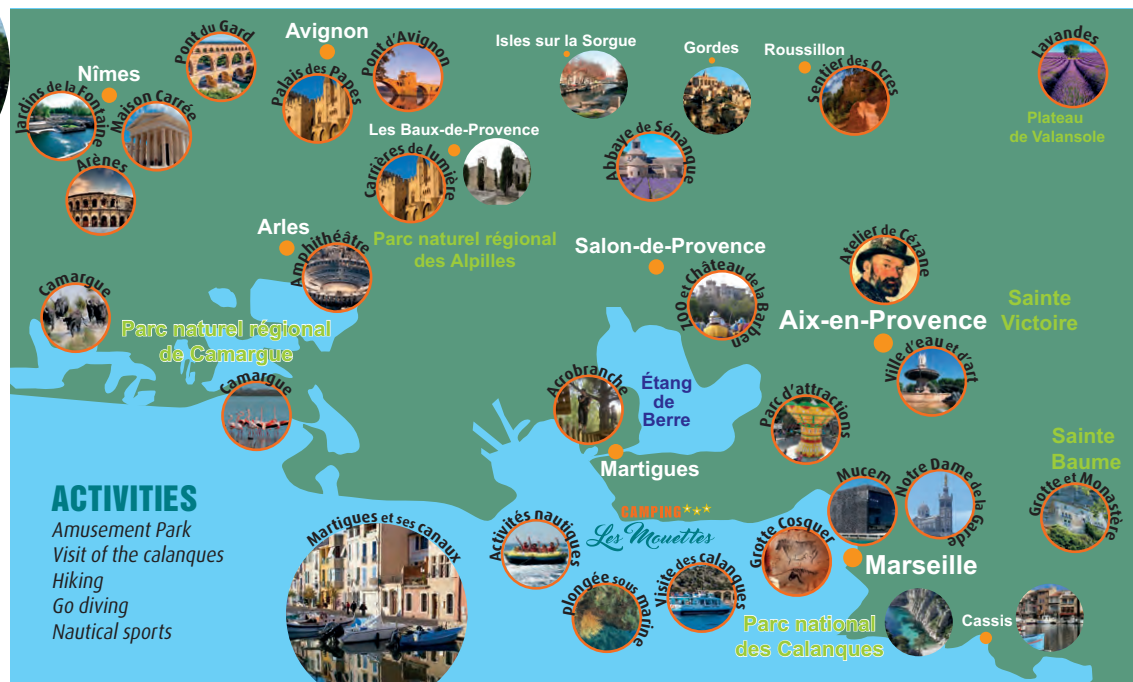 Pont du Gard
Avignon
Pont d'Avignon
Isles sur la Sorgue
Gordes
Roussillon
Lavandes
Nîmes
Jardins de la Fontaine
Maison Carrée
Palais des Papes
Sentier des Ocres
Plateau
de Valansole
Les Baux-de-Provence
Abbaye de Sénanque
Arènes
Carrières de lumière
Arles
Amphithéâtre
Parc naturel régional
des Alpilles
Salon-de-Provence
Atelier de Cézane
Camargue
Parc naturel régional
de Camargue
ZOO et Château de la Barben
Aix-en-Provence
Sainte
Victoire
Ville d'eau et d'art
Camargue
Acrobranche
Étang
de
Berre
Parc d'attractions
Martigues
Sainte
Baume
Mucem
Notre Dame de la Garde
Grotte et Monastère
ACTIVITIES
Amusement Park
Visit of the calanques
Hiking
Go diving
Nautical sports
Martigues et ses canaux
Activités nautiques
CAMPING***
Les Mouettes
Grotte Cosquer
Marseille
plongée sous marine
Visite des calanques
Parc national
des Calanques
Cassis